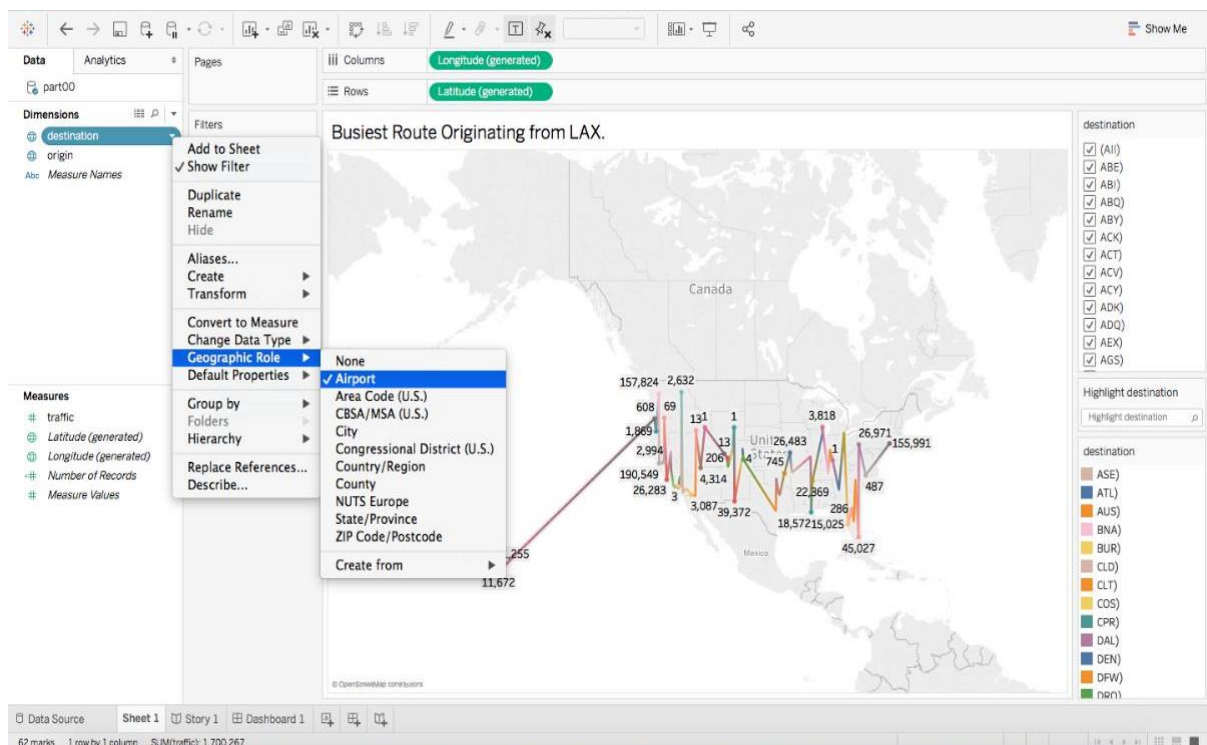 Show Me
Data Analytics
part00
Pages
iii Columns Longitude (generated)
Rows Latitude (generated)
Dimensions
destination
origin
Abc Measure Names
Filters
Add to Sheet
Show Filter
Duplicate
Rename
Hide
Aliases...
Create
Transform
Convert to Measure
Change Data Type
Geographic Role
Default Properties
Group by
Folders
Hierarchy
Replace References...
Describe...
None
Airport
Area Code (U.S.)
CBSA/MSA (U.S.)
City
Congressional District (U.S.)
Country/Region
County
NUTS Europe
State/Province
ZIP Code/Postcode
Create from
Measures
traffic
Latitude (generated)
Longitude (generated)
Number of Records
Measure Values
Busiest Route Originating from LAX.
Canada
United
States
Mexico
157,824 2,632
608 69 131 1 3,818
1,869 13 26,483 1 26,971 155,991
2,994 206 4 745
190,549 4,314 22,369 487
26,283 3
3,087 39,372 286
18,572 15,025
45,027
,255
11,672
© OpenStreetMap contributors
destination
(All)
ABE)
ABI)
ABQ)
ABY)
ACK)
ACT)
ACV)
ACY)
ADK)
ADQ)
AEX)
AGS)
Highlight destination
Highlight destination
destination
ASE)
ATL)
AUS)
BNA)
BUR)
CLD)
CLT)
COS)
CPR)
DAL)
DEN)
DFW)
DRO)
Data Source Sheet 1 Story 1 Dashboard 1
62 marks 1 row by 1 column SUM(traffic): 1,700,267